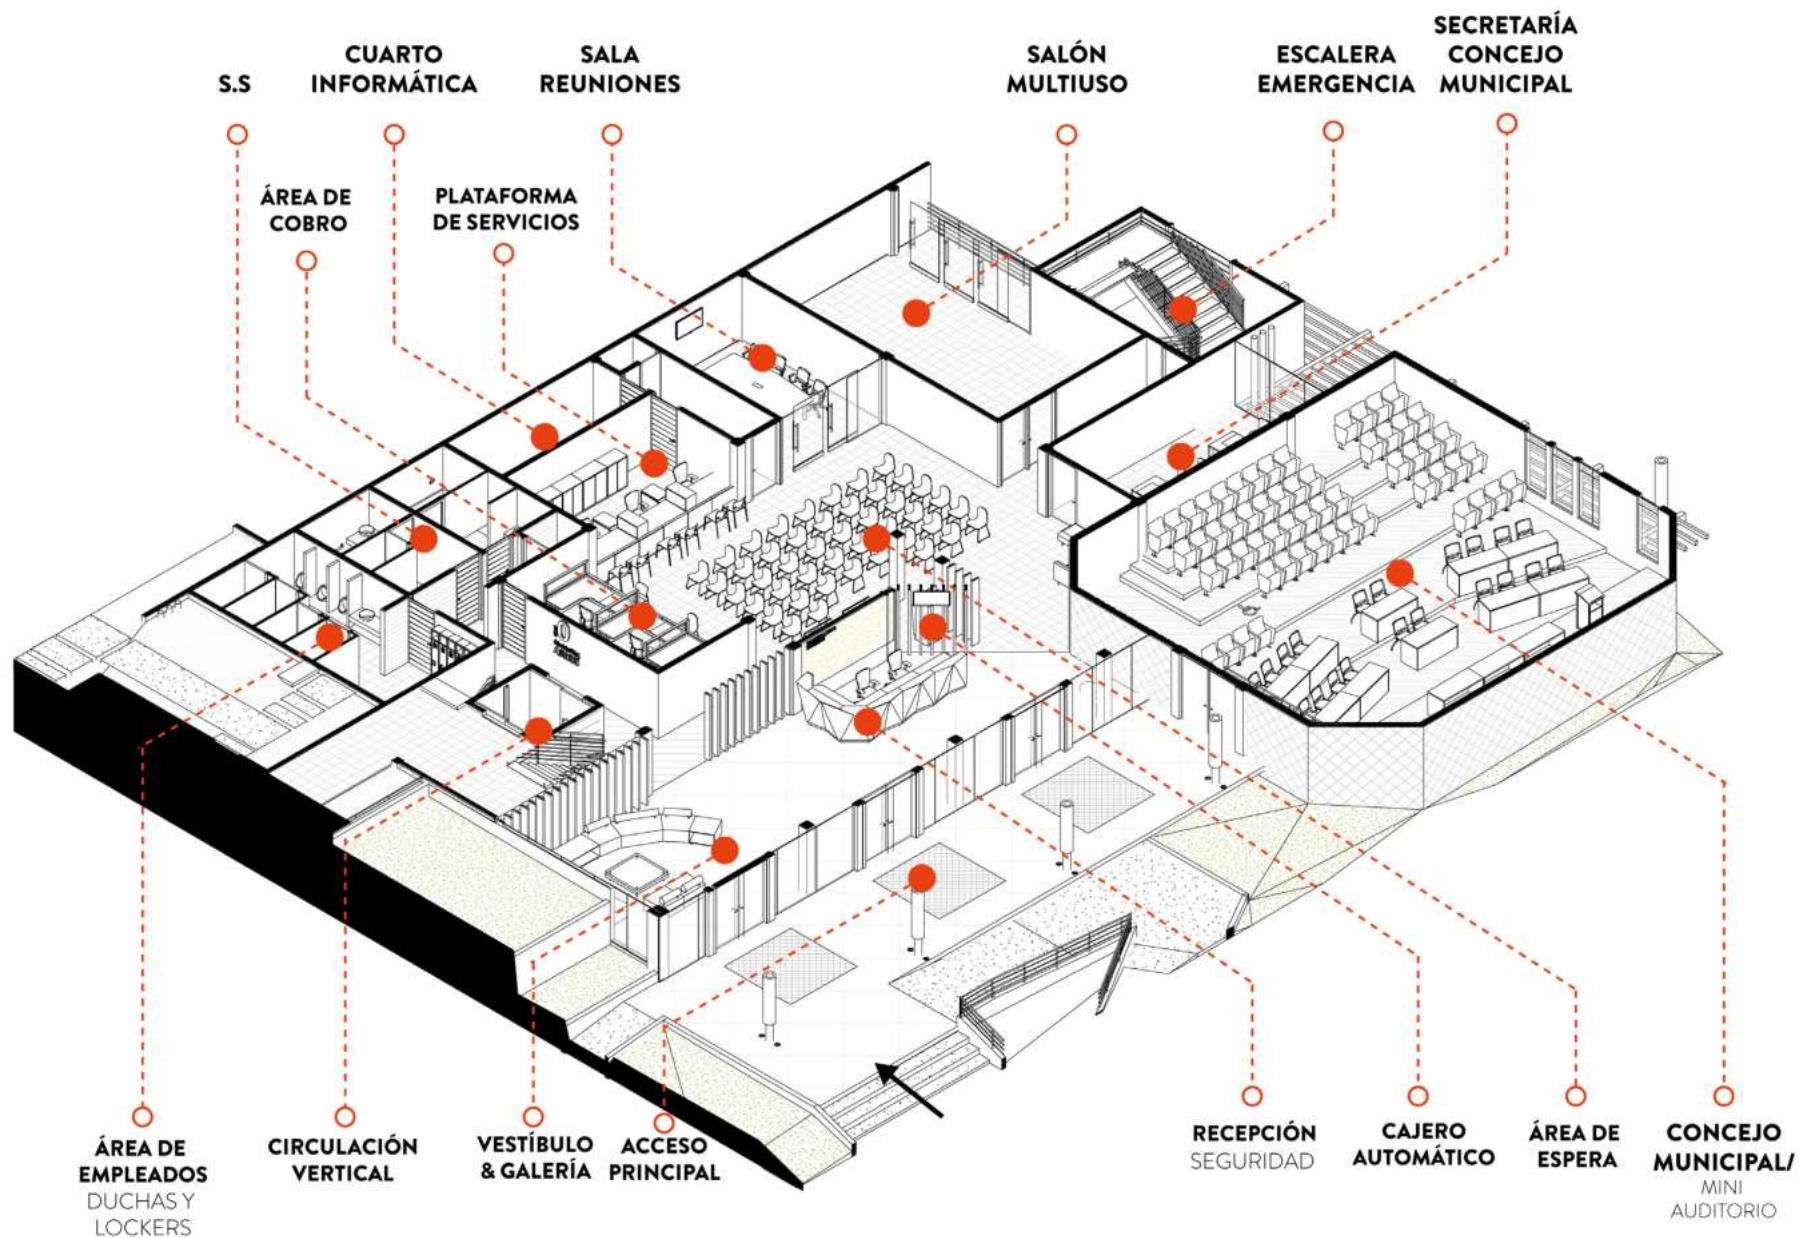 S.S
CUARTO
INFORMÁTICA
SALA
REUNIONES
SALÓN
MULTIUSO
ESCALERA
EMERGENCIA
SECRETARÍA
CONCEJO
MUNICIPAL
ÁREA DE
COBRO
PLATAFORMA
DE SERVICIOS
ÁREA DE
EMPLEADOS
DUCHAS Y
LOCKERS
CIRCULACIÓN
VERTICAL
VESTÍBULO
& GALERÍA
ACCESO
PRINCIPAL
RECEPCIÓN
SEGURIDAD
CAJERO
AUTOMÁTICO
ÁREA DE
ESPERA
CONCEJO
MUNICIPAL/
MINI
AUDITORIO